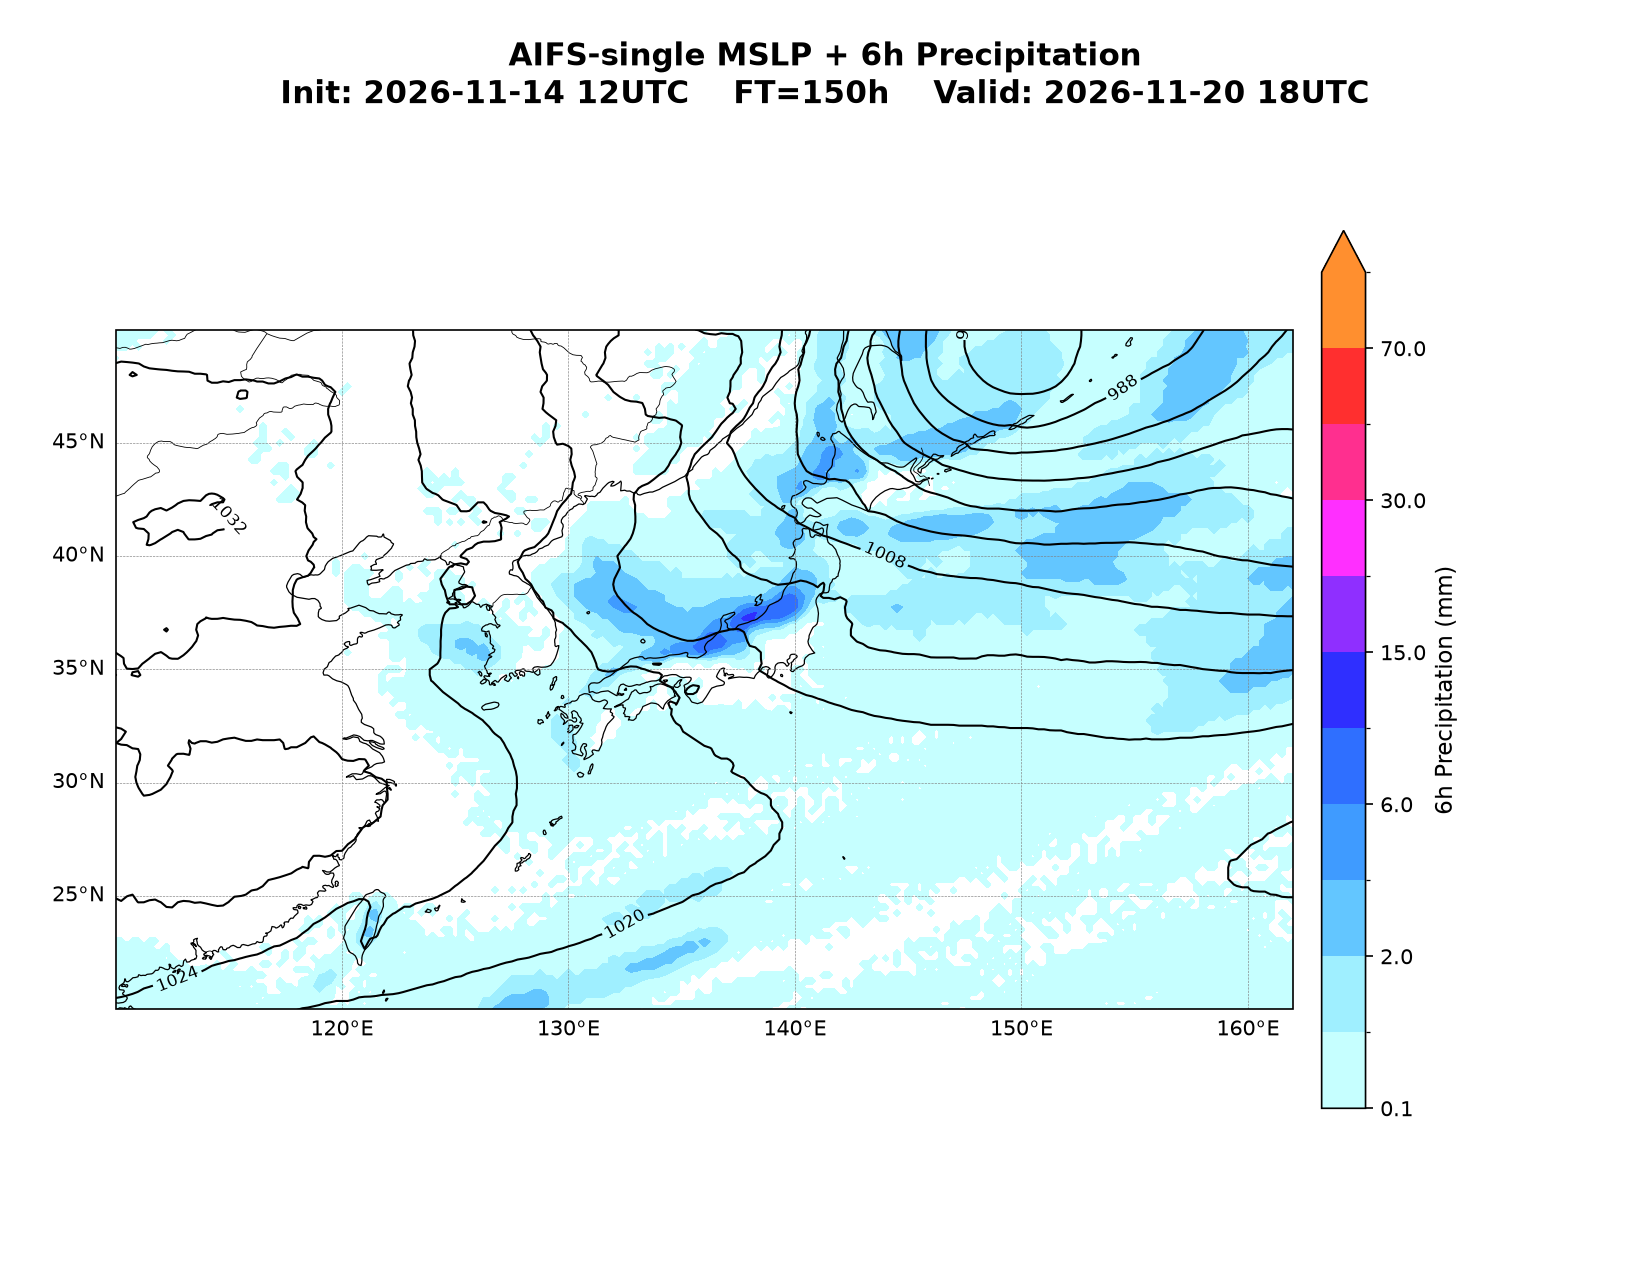 AIFS-single MSLP + 6h Precipitation
Init: 2026-11-14 12UTC    FT=150h    Valid: 2026-11-20 18UTC
988
1032
1008
1020
1024
45°N
40°N
35°N
30°N
25°N
120°E
130°E
140°E
150°E
160°E
70.0
30.0
15.0
6.0
2.0
0.1
6h Precipitation (mm)